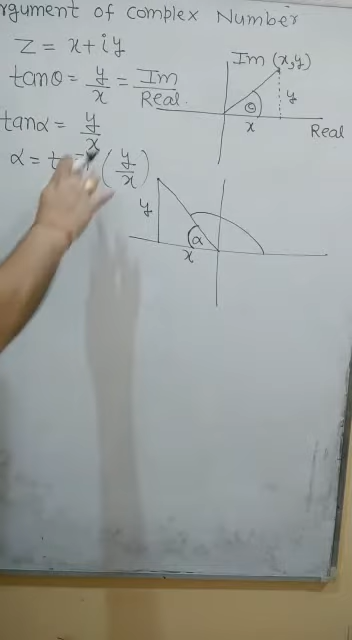 rgument of Complex Number
z = x + iy
tanθ = y/x = Im/Real
tanα = y/x
α = (y/x)
Im (x,y)
θ
y
x
Real
y
α
x